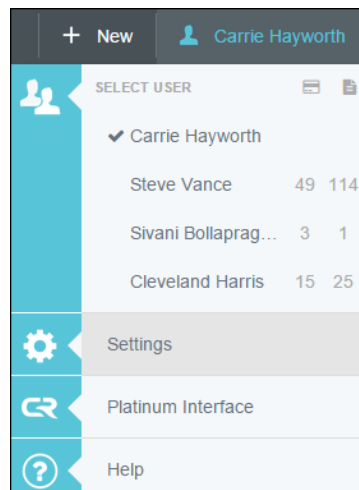 + New Carrie Hayworth
SELECT USER
✔ Carrie Hayworth
Steve Vance 49 114
Sivani Bollaprag... 3 1
Cleveland Harris 15 25
Settings
CR Platinum Interface
? Help